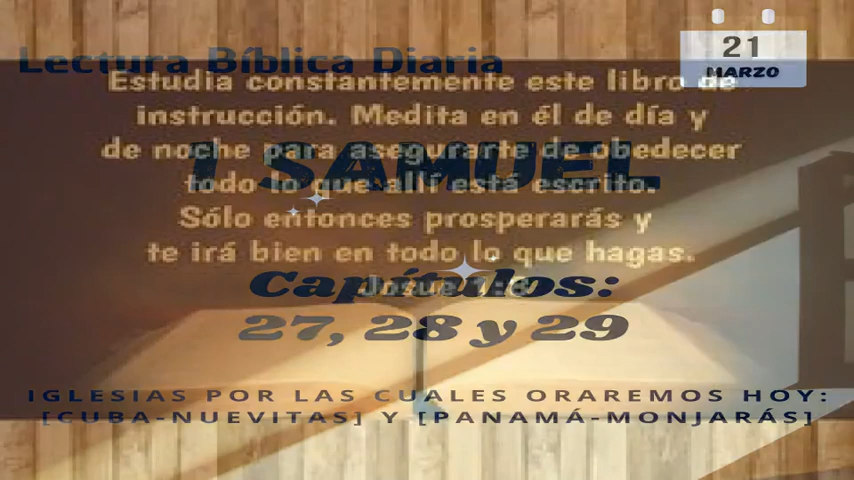 Lectura Bíblica Diaria
21
MARZO
Estudia constantemente este libro de
instrucción. Medita en él de día y
de noche para asegurarte de obedecer
todo lo que allí está escrito.
Sólo entonces prosperarás y
te irá bien en todo lo que hagas.
Josué
1 SAMUEL
Capítulos:
27, 28 y 29
IGLESIAS POR LAS CUALES ORAREMOS HOY:
[CUBA-NUEVITAS] Y [PANAMÁ-MONJARÁS]